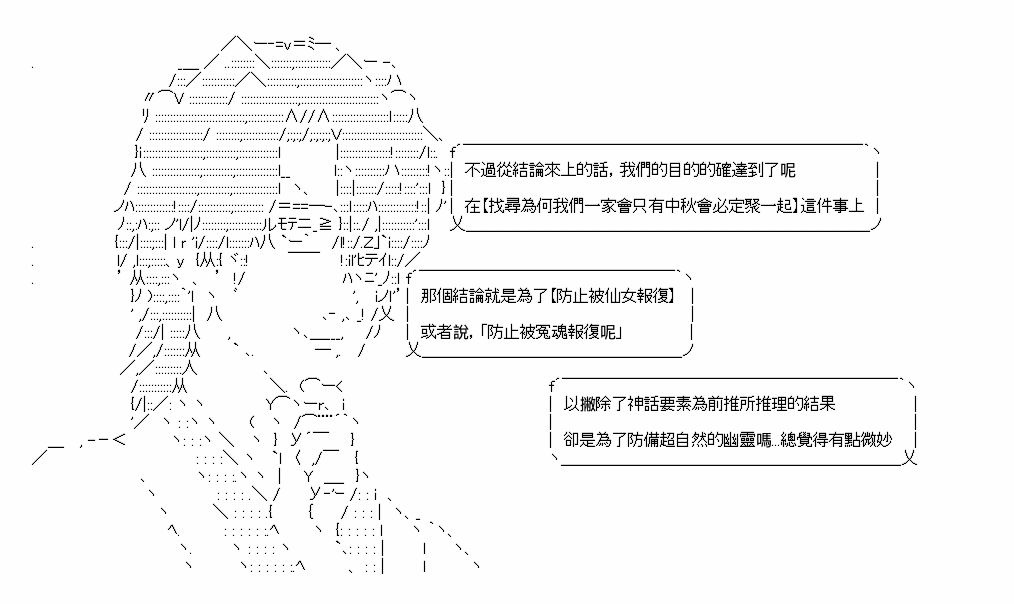 不過從結論來上的話，我們的目的的確達到了呢
在【找尋為何我們一家會只有中秋會必定聚一起】這件事上
那個結論就是為了【防止被仙女報復】
或者說，「防止被冤魂報復呢」
以撇除了神話要素為前推所推理的結果
卻是為了防備超自然的幽靈嗎...總覺得有點微妙